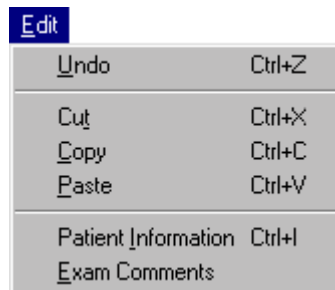 Edit
Undo Ctrl+Z
Cut Ctrl+X
Copy Ctrl+C
Paste Ctrl+V
Patient Information Ctrl+I
Exam Comments